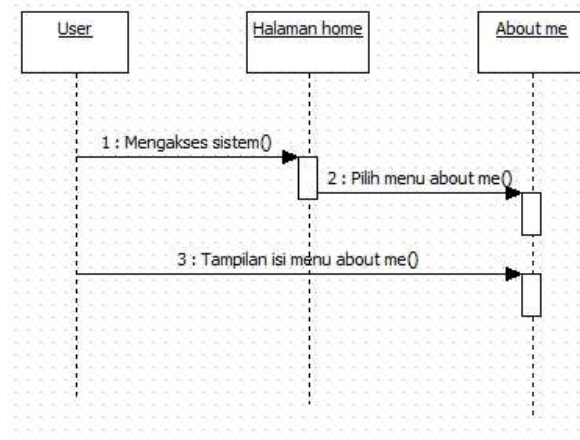 User
Halaman home
About me
1 : Mengakses sistem()
2 : Pilih menu about me()
3 : Tampilan isi menu about me()